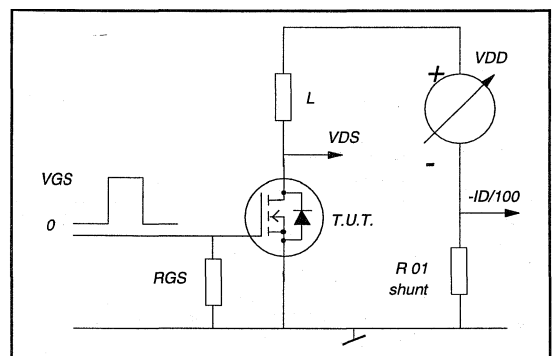 VDD
+
L
VDS
-
VGS
-ID/100
0
T.U.T.
RGS
R 01
shunt